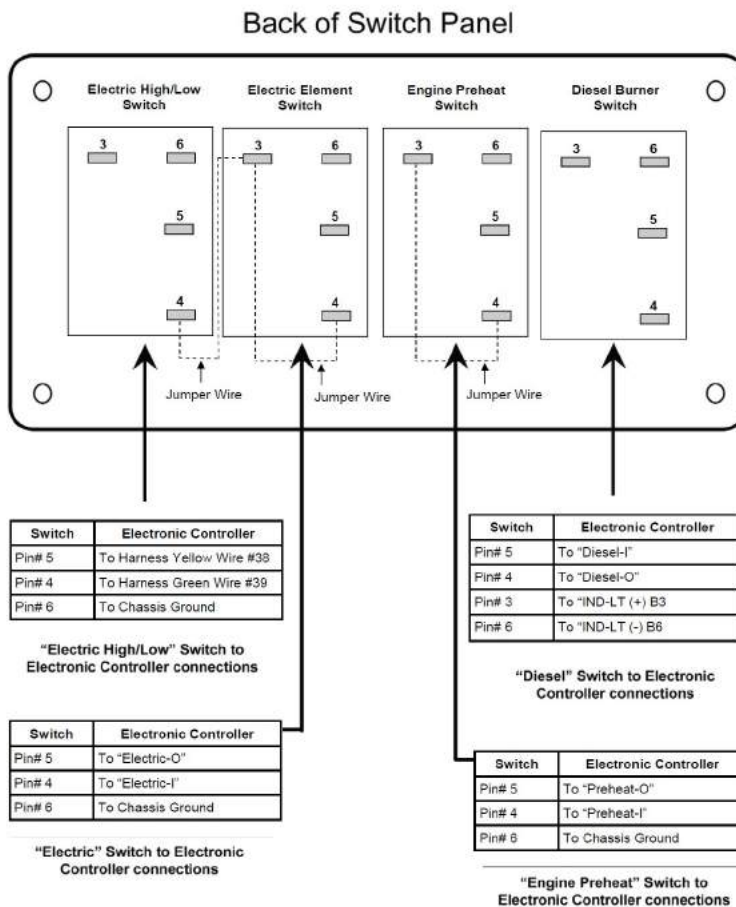 Back of Switch Panel
Electric High/Low Switch
Electric Element Switch
Engine Preheat Switch
Diesel Burner Switch
3 6 3 6 3 6 3 6
5 5 5 5
4 4 4 4
Jumper Wire
Jumper Wire
Jumper Wire
Switch Electronic Controller
Pin# 5 To Harness Yellow Wire #38
Pin# 4 To Harness Green Wire #39
Pin# 6 To Chassis Ground
"Electric High/Low" Switch to
Electronic Controller connections
Switch Electronic Controller
Pin# 5 To "Diesel-I"
Pin# 4 To "Diesel-O"
Pin# 3 To "IND-LT (+) B3
Pin# 6 To "IND-LT (-) B6
"Diesel" Switch to Electronic
Controller connections
Switch Electronic Controller
Pin# 5 To "Electric-O"
Pin# 4 To "Electric-I"
Pin# 6 To Chassis Ground
"Electric" Switch to Electronic
Controller connections
Switch Electronic Controller
Pin# 5 To "Preheat-O"
Pin# 4 To "Preheat-I"
Pin# 6 To Chassis Ground
"Engine Preheat" Switch to
Electronic Controller connections